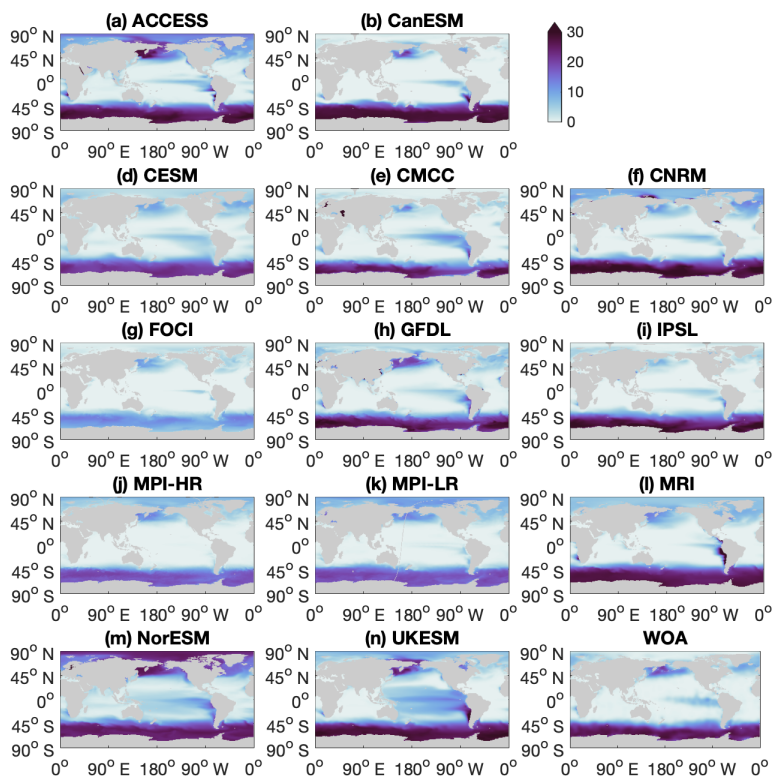 (a) ACCESS (b) CanESM
90° N 90° N 30
45° N 45° N 20
0° 0° 10
45° S 45° S 0
90° S 90° S
0° 90° E 180° 90° W 0° 0° 90° E 180° 90° W 0°
(d) CESM (e) CMCC (f) CNRM
90° N 90° N 90° N
45° N 45° N 45° N
0° 0° 0°
45° S 45° S 45° S
90° S 90° S 90° S
0° 90° E 180° 90° W 0° 0° 90° E 180° 90° W 0° 0° 90° E 180° 90° W 0°
(g) FOCI (h) GFDL (i) IPSL
90° N 90° N 90° N
45° N 45° N 45° N
0° 0° 0°
45° S 45° S 45° S
90° S 90° S 90° S
0° 90° E 180° 90° W 0° 0° 90° E 180° 90° W 0° 0° 90° E 180° 90° W 0°
(j) MPI-HR (k) MPI-LR (l) MRI
90° N 90° N 90° N
45° N 45° N 45° N
0° 0° 0°
45° S 45° S 45° S
90° S 90° S 90° S
0° 90° E 180° 90° W 0° 0° 90° E 180° 90° W 0° 0° 90° E 180° 90° W 0°
(m) NorESM (n) UKESM WOA
90° N 90° N 90° N
45° N 45° N 45° N
0° 0° 0°
45° S 45° S 45° S
90° S 90° S 90° S
0° 90° E 180° 90° W 0° 0° 90° E 180° 90° W 0° 0° 90° E 180° 90° W 0°